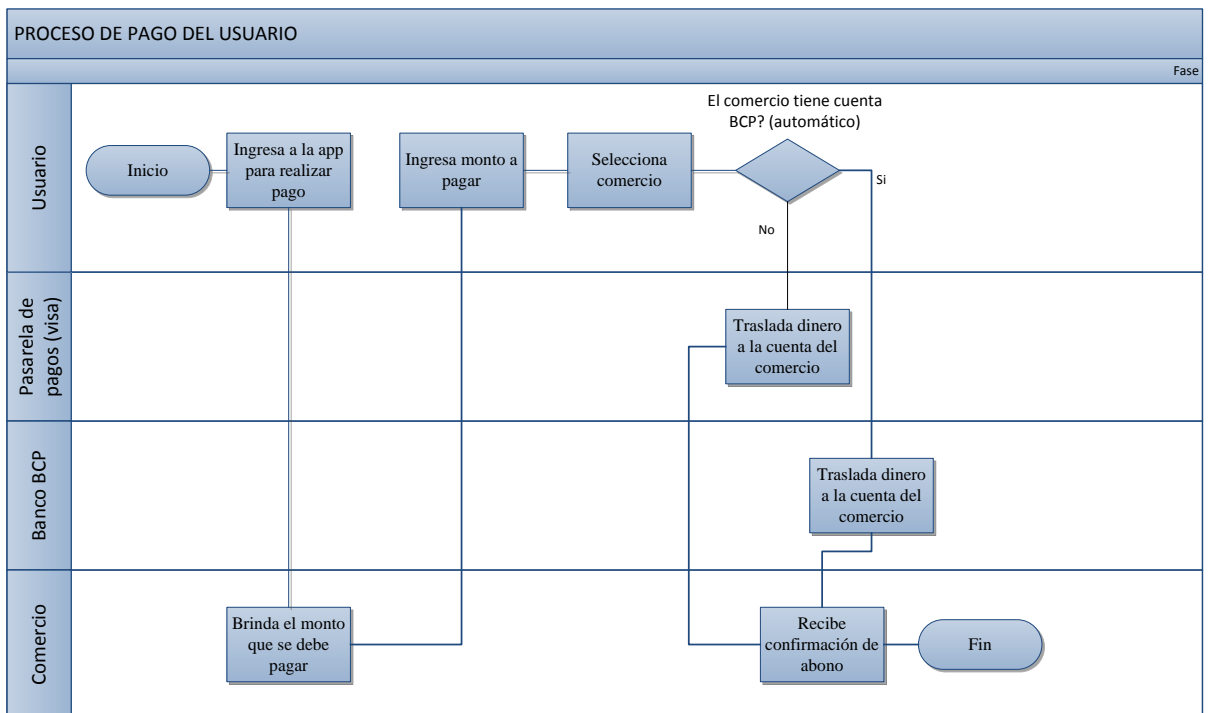 PROCESO DE PAGO DEL USUARIO
Fase
Usuario
Inicio
Ingresa a la app
para realizar
pago
Ingresa monto a
pagar
Selecciona
comercio
El comercio tiene cuenta
BCP? (automático)
Si
No
Pasarela de
pagos (visa)
Traslada dinero
a la cuenta del
comercio
Banco BCP
Traslada dinero
a la cuenta del
comercio
Comercio
Brinda el monto
que se debe
pagar
Recibe
confirmación de
abono
Fin